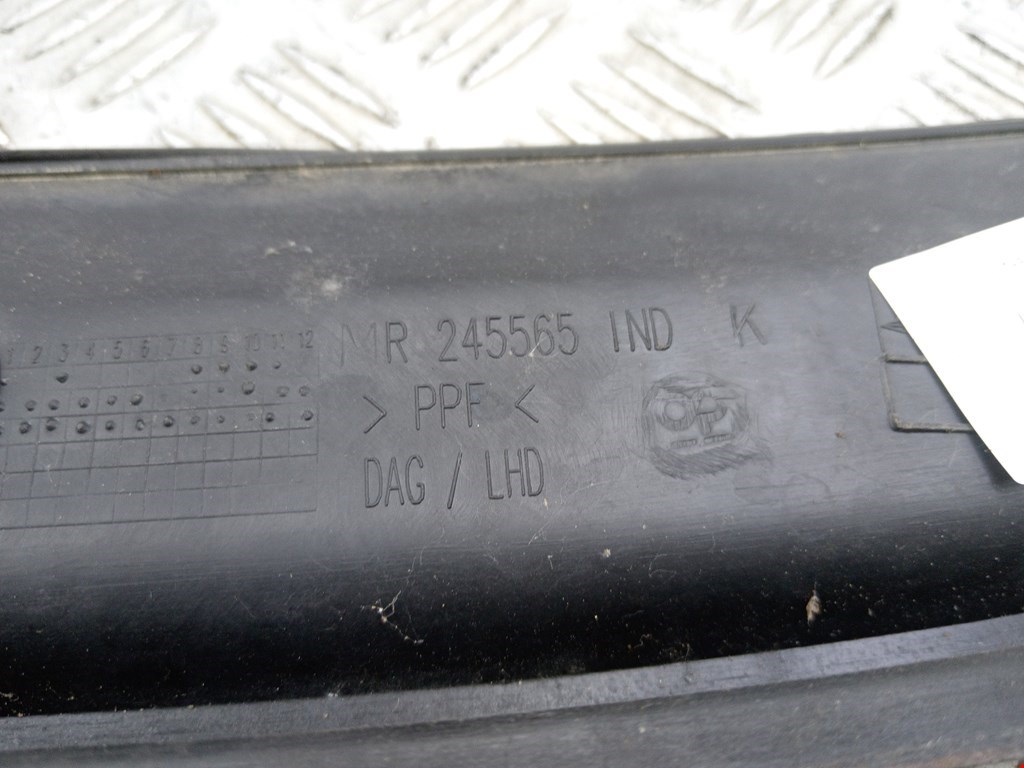 1 2 3 4 5 6 7 8 9 10 11 12
MR 245565 IND K
> PPF <
DAG / LHD